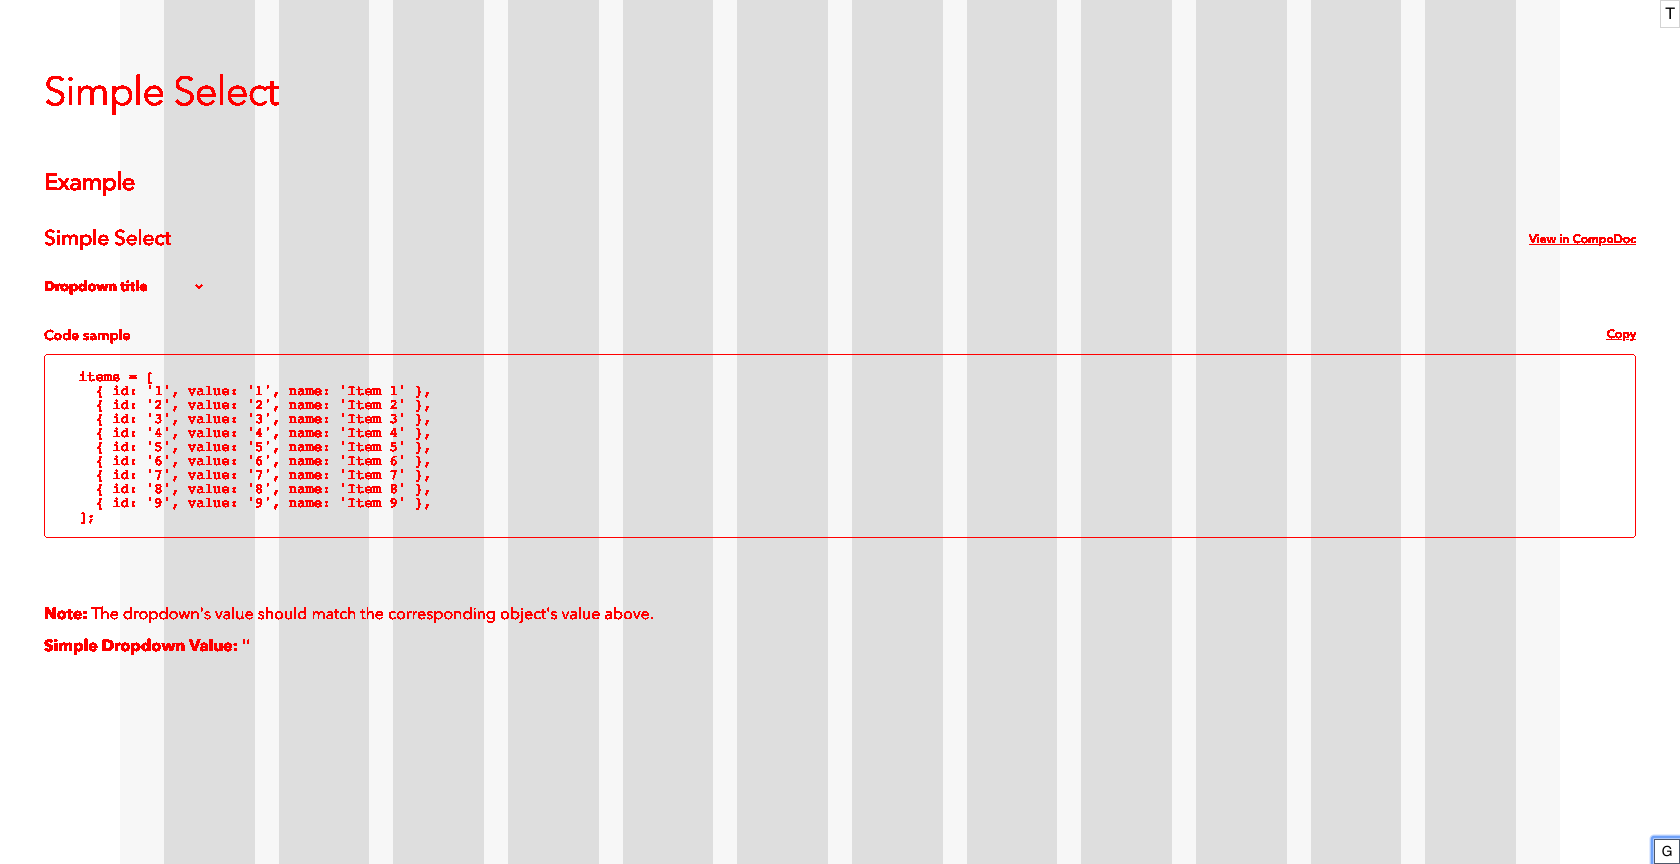 T
Simple Select
Example
Simple Select
View in CompoDoc
Dropdown title
Code sample
Copy
items = [
{ id: '1', value: '1', name: 'Item 1' },
{ id: '2', value: '2', name: 'Item 2' },
{ id: '3', value: '3', name: 'Item 3' },
{ id: '4', value: '4', name: 'Item 4' },
{ id: '5', value: '5', name: 'Item 5' },
{ id: '6', value: '6', name: 'Item 6' },
{ id: '7', value: '7', name: 'Item 7' },
{ id: '8', value: '8', name: 'Item 8' },
{ id: '9', value: '9', name: 'Item 9' },
];
Note: The dropdown's value should match the corresponding object's value above.
Simple Dropdown Value: ''
G